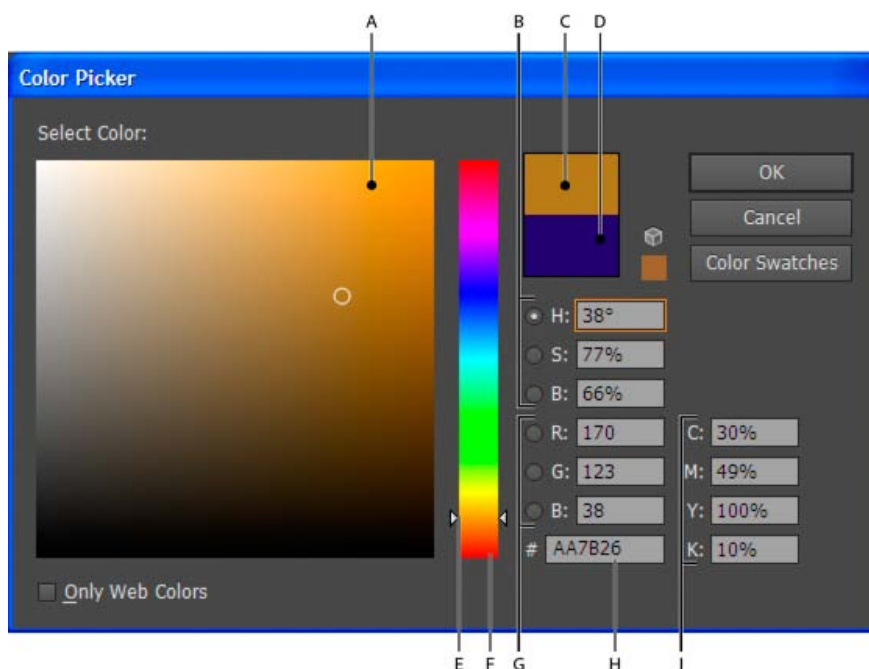 A B C D
Color Picker
Select Color:
OK
Cancel
Color Swatches
H: 38°
S: 77%
B: 66%
R: 170 C: 30%
G: 123 M: 49%
B: 38 Y: 100%
# AA7B26 K: 10%
Only Web Colors
E F G H I